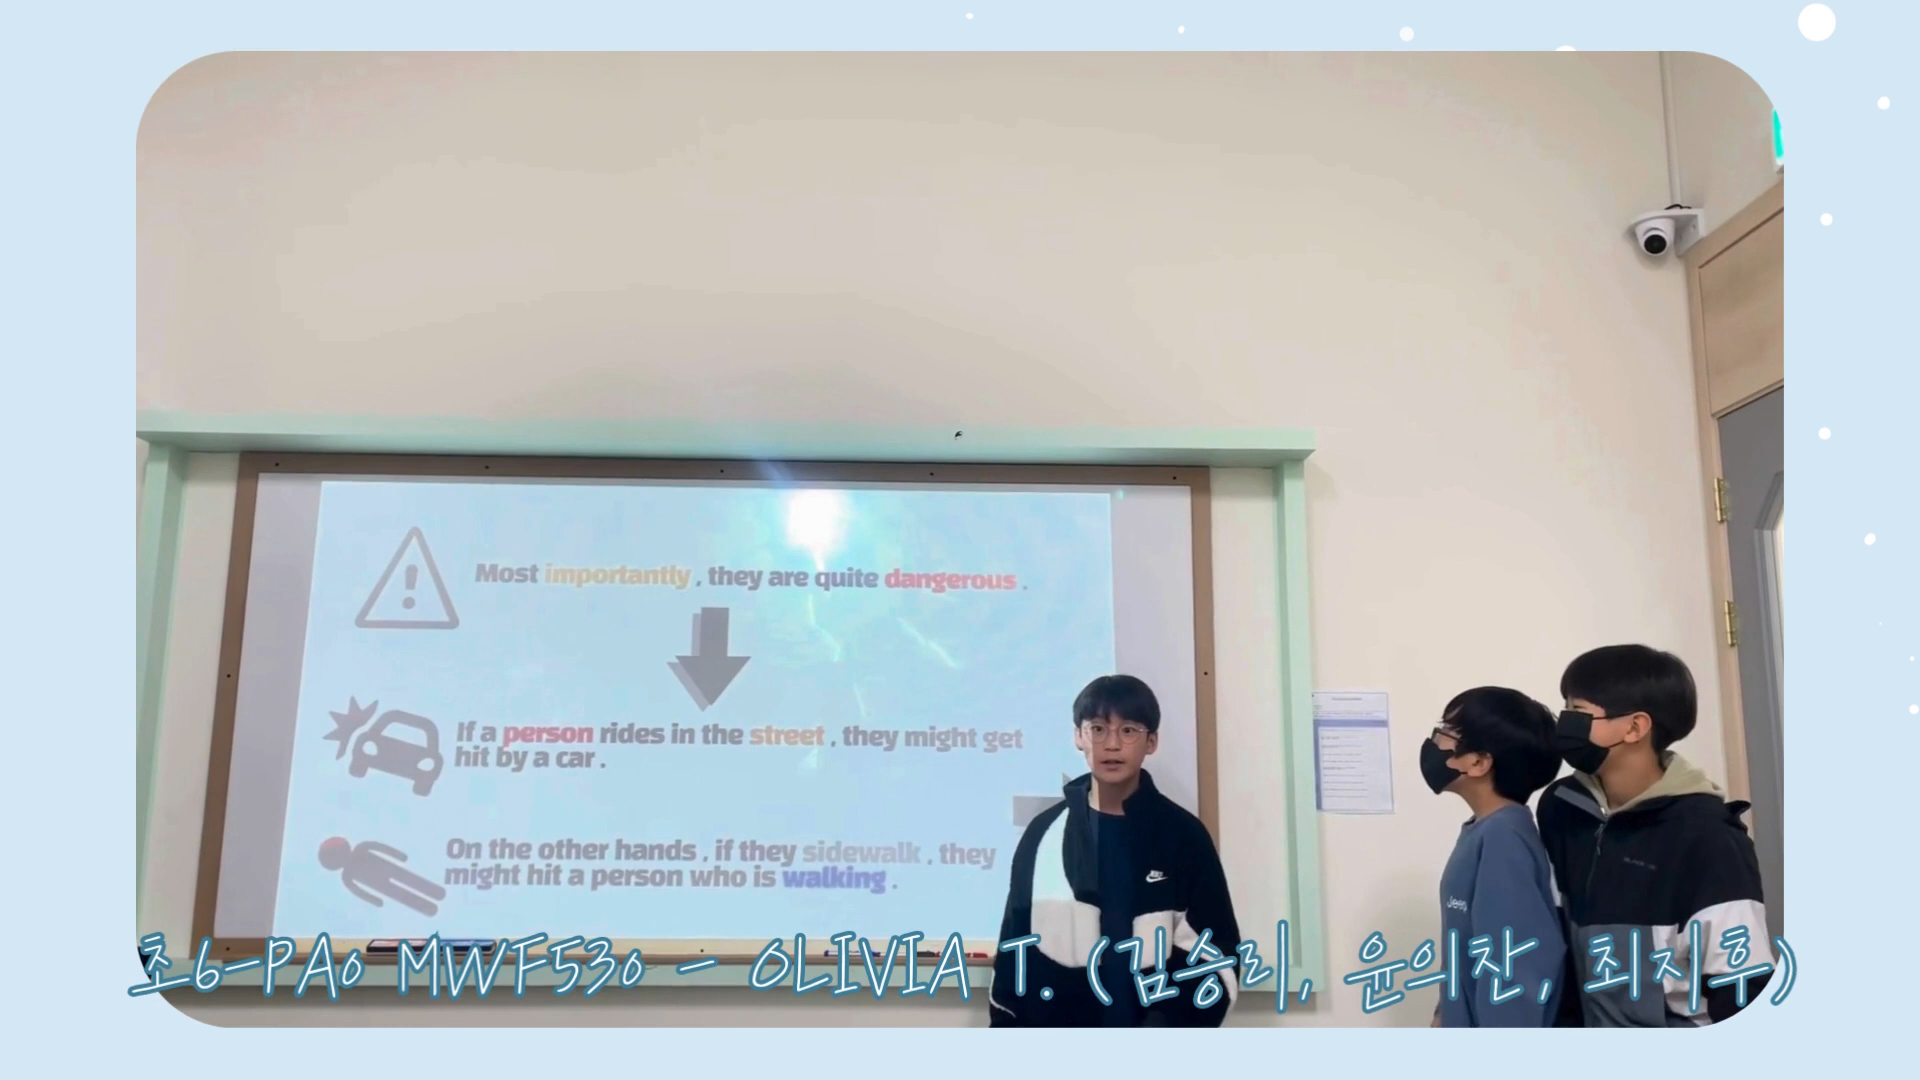 Most importantly , they are quite dangerous .
If a person rides in the street , they might get
hit by a car .
On the other hands , if they sidewalk , they
might hit a person who is walking .
NIKE
Jeep
초6-PA0 MWF530 - OLIVIA T. (김승리, 윤의찬, 최지후)